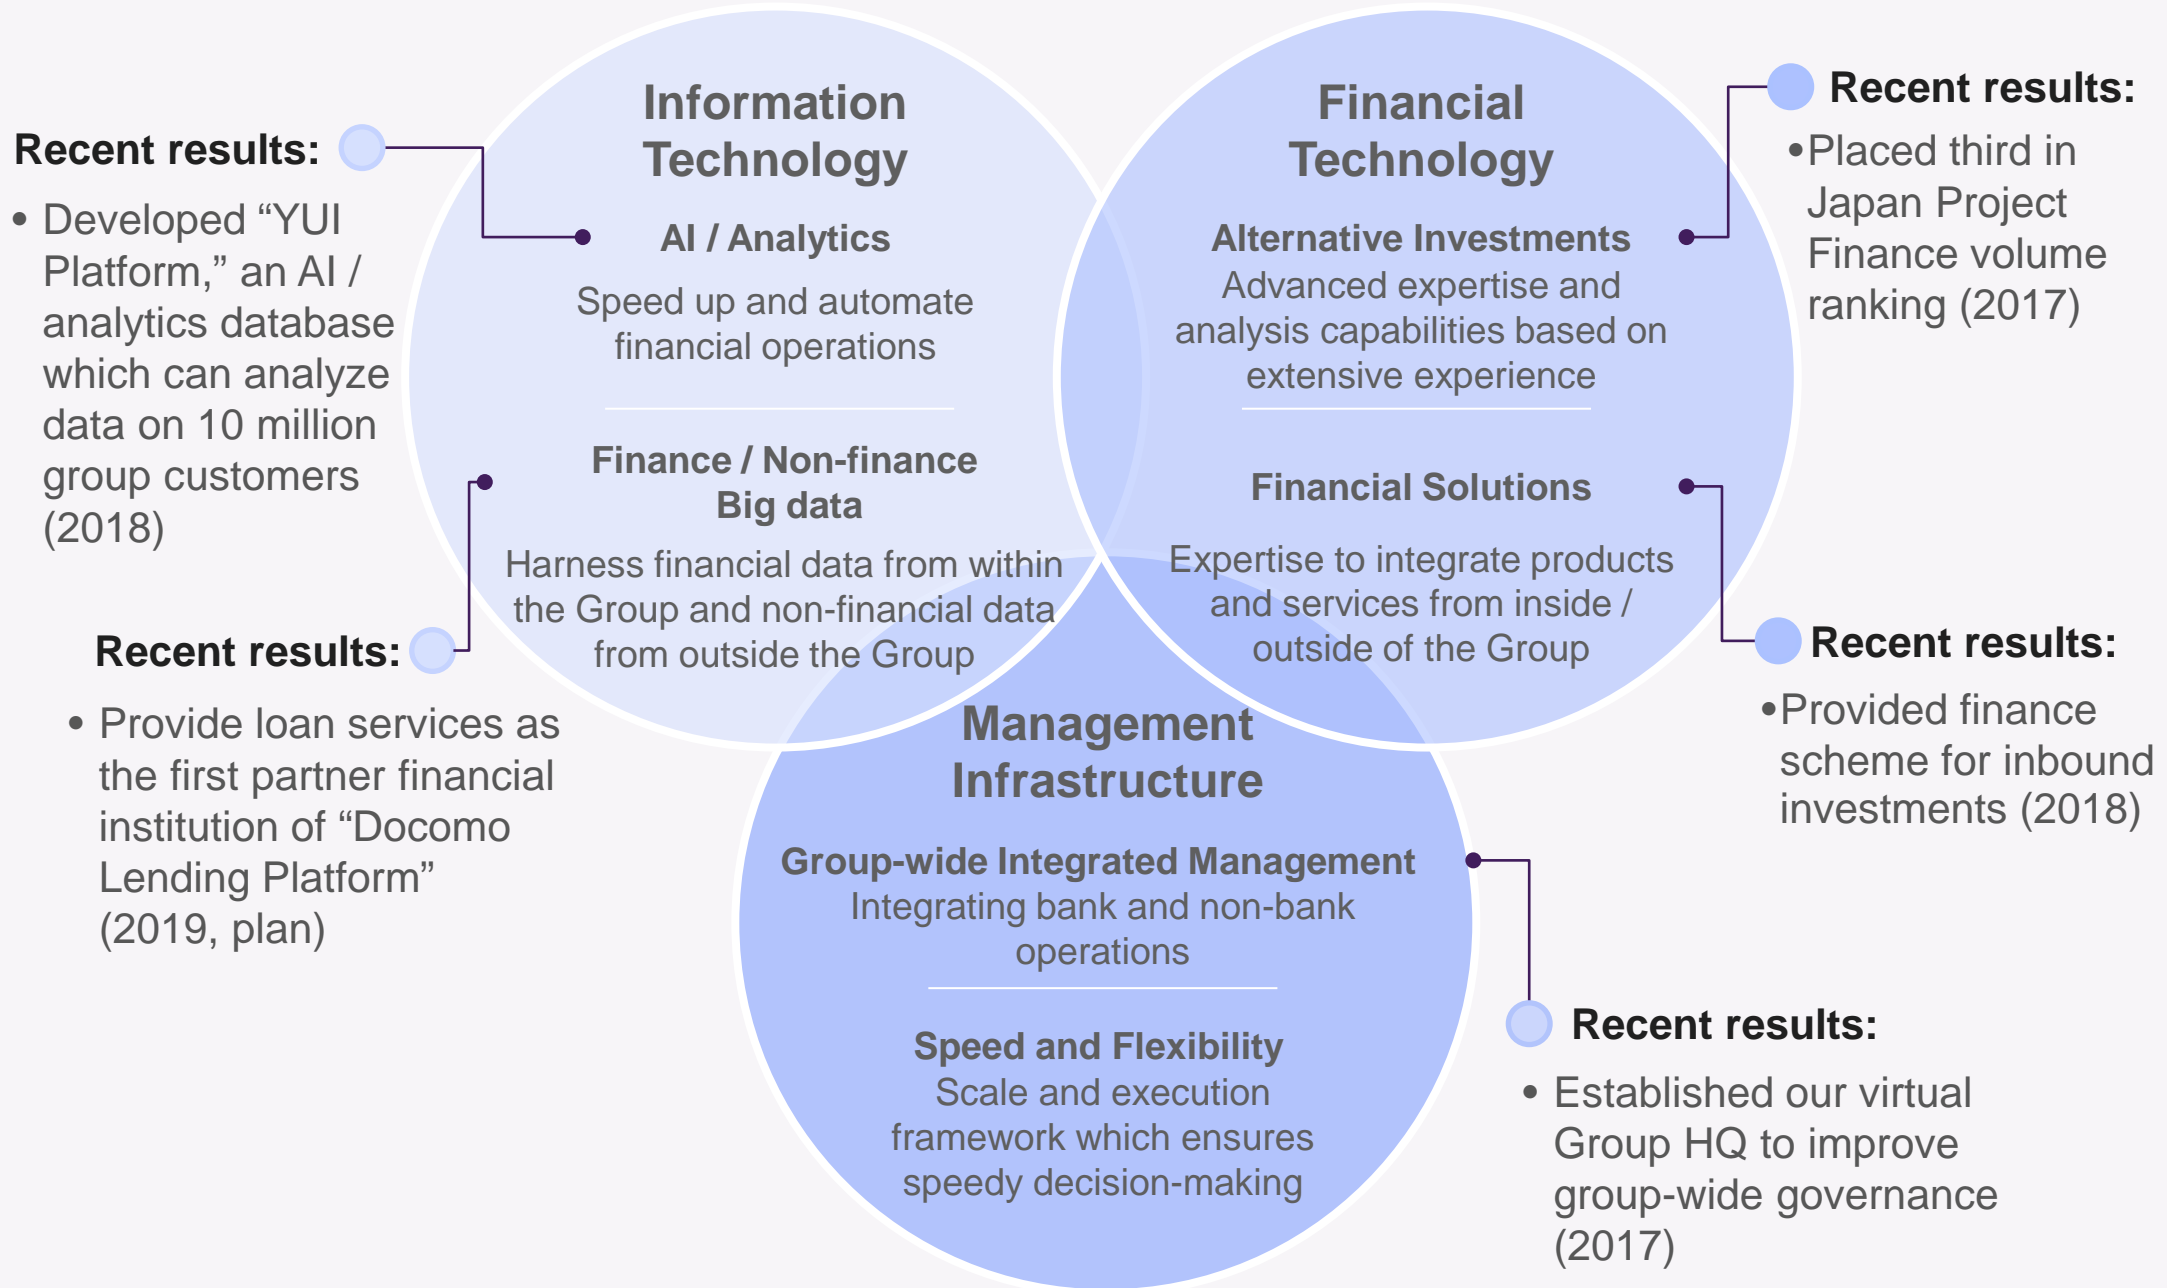 Information
Technology
AI / Analytics
Speed up and automate
financial operations
Finance / Non-finance
Big data
Harness financial data from within
the Group and non-financial data
from outside the Group
Recent results:
• Developed “YUI
Platform,” an AI /
analytics database
which can analyze
data on 10 million
group customers
(2018)
Recent results:
• Provide loan services as
the first partner financial
institution of “Docomo
Lending Platform”
(2019, plan)
Financial
Technology
Alternative Investments
Advanced expertise and
analysis capabilities based on
extensive experience
Financial Solutions
Expertise to integrate products
and services from inside /
outside of the Group
Recent results:
•Placed third in
Japan Project
Finance volume
ranking (2017)
Recent results:
•Provided finance
scheme for inbound
investments (2018)
Management
Infrastructure
Group-wide Integrated Management
Integrating bank and non-bank
operations
Speed and Flexibility
Scale and execution
framework which ensures
speedy decision-making
Recent results:
• Established our virtual
Group HQ to improve
group-wide governance
(2017)